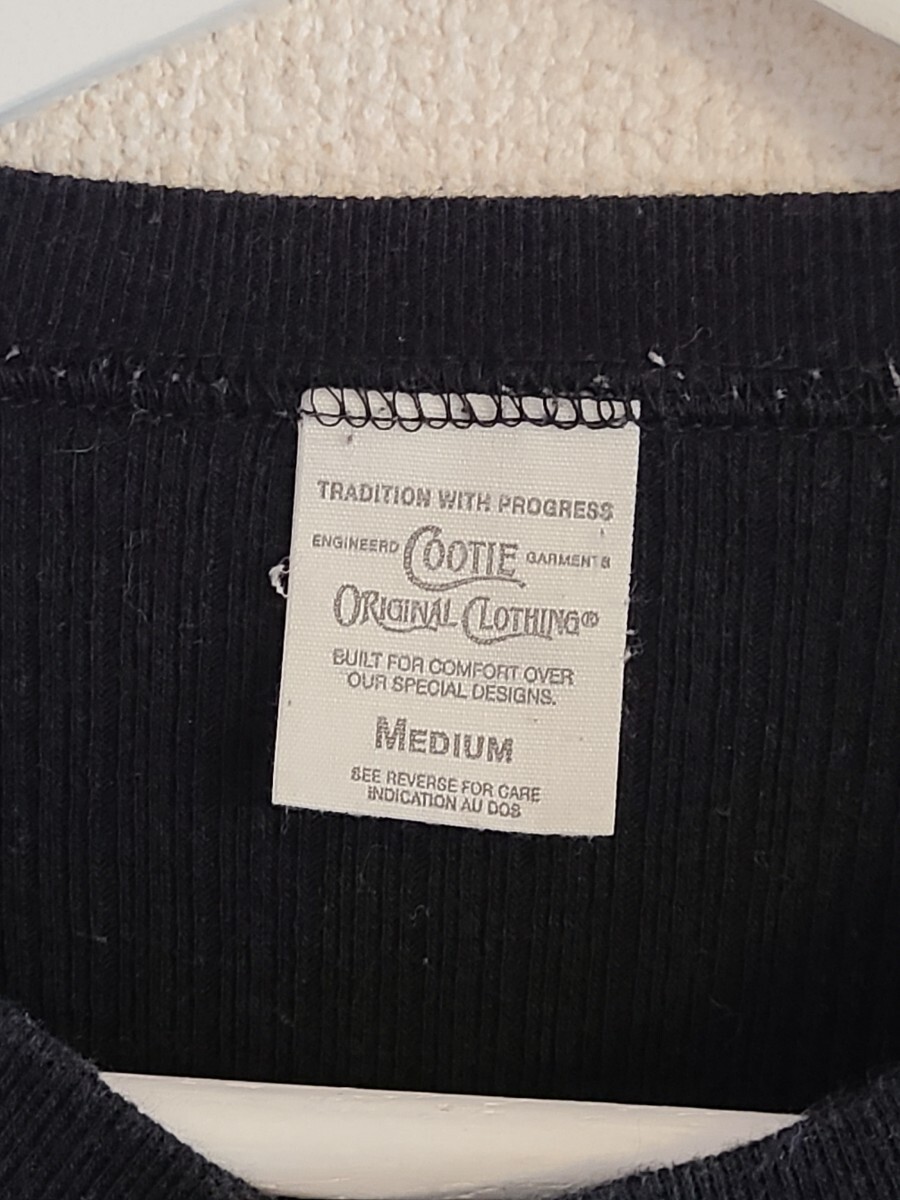 TRADITION WITH PROGRESS
ENGINEERD COOTIE GARMENTS
ORIGINAL CLOTHING®
BUILT FOR COMFORT OVER
OUR SPECIAL DESIGNS.
MEDIUM
SEE REVERSE FOR CARE
INDICATION AU DOS